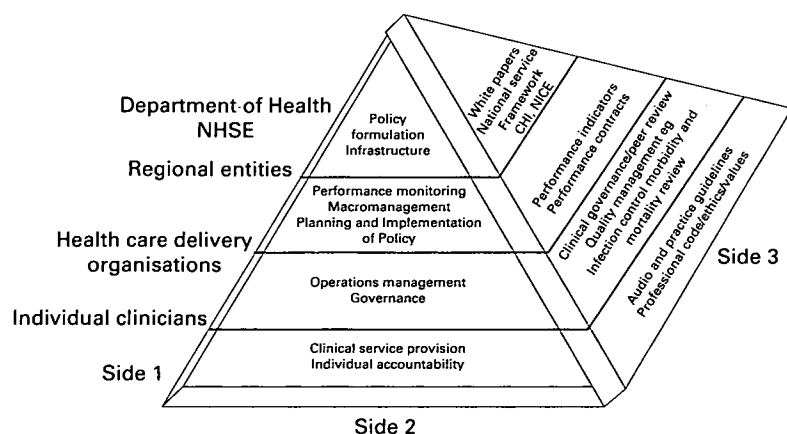 Department of Health
NHSE
Regional entities
Health care delivery
organisations
Individual clinicians
Side 1
Policy
formulation
Infrastructure
Performance monitoring
Macromanagement
Planning and Implementation
of Policy
Operations management
Governance
Clinical service provision
Individual accountability
Side 2
White papers
National service
Framework
CHI, NICE
Performance indicators
Performance contracts
Clinical governance/peer review
Quality management eg
Infection control morbidity and
mortality review
Audio and practice guidelines
Professional code/ethics/values
Side 3